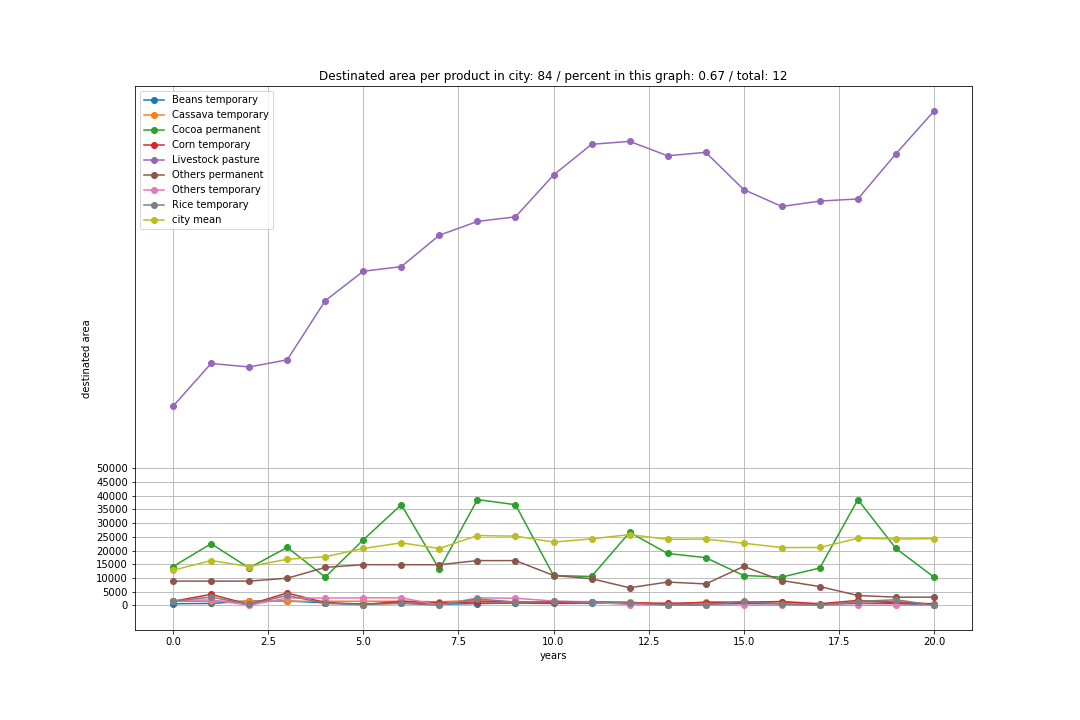 Destinated area per product in city: 84 / percent in this graph: 0.67 / total: 12
Beans temporary
Cassava temporary
Cocoa permanent
Corn temporary
Livestock pasture
Others permanent
Others temporary
Rice temporary
city mean
destinated area
50000
45000
40000
35000
30000
25000
20000
15000
10000
5000
0
0.0 2.5 5.0 7.5 10.0 12.5 15.0 17.5 20.0
years